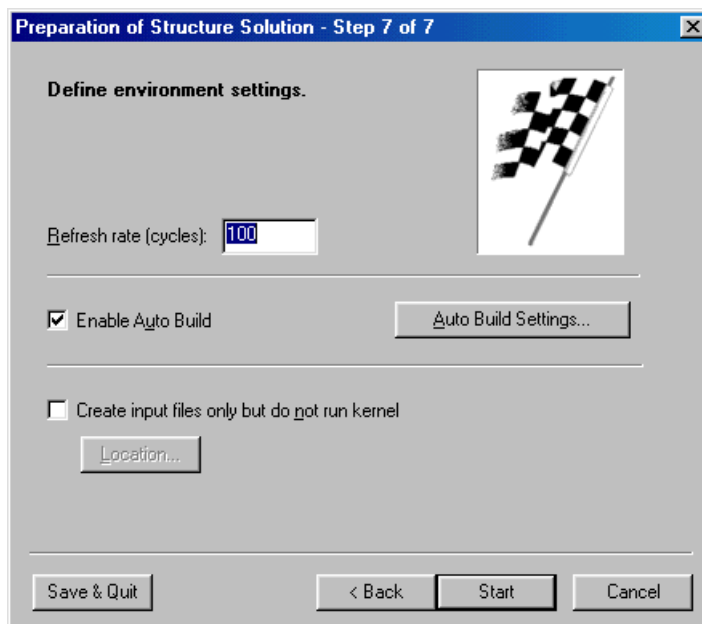 Preparation of Structure Solution - Step 7 of 7
Define environment settings.
Refresh rate (cycles): 100
Enable Auto Build
Auto Build Settings...
Create input files only but do not run kernel
Location...
Save & Quit
< Back
Start
Cancel